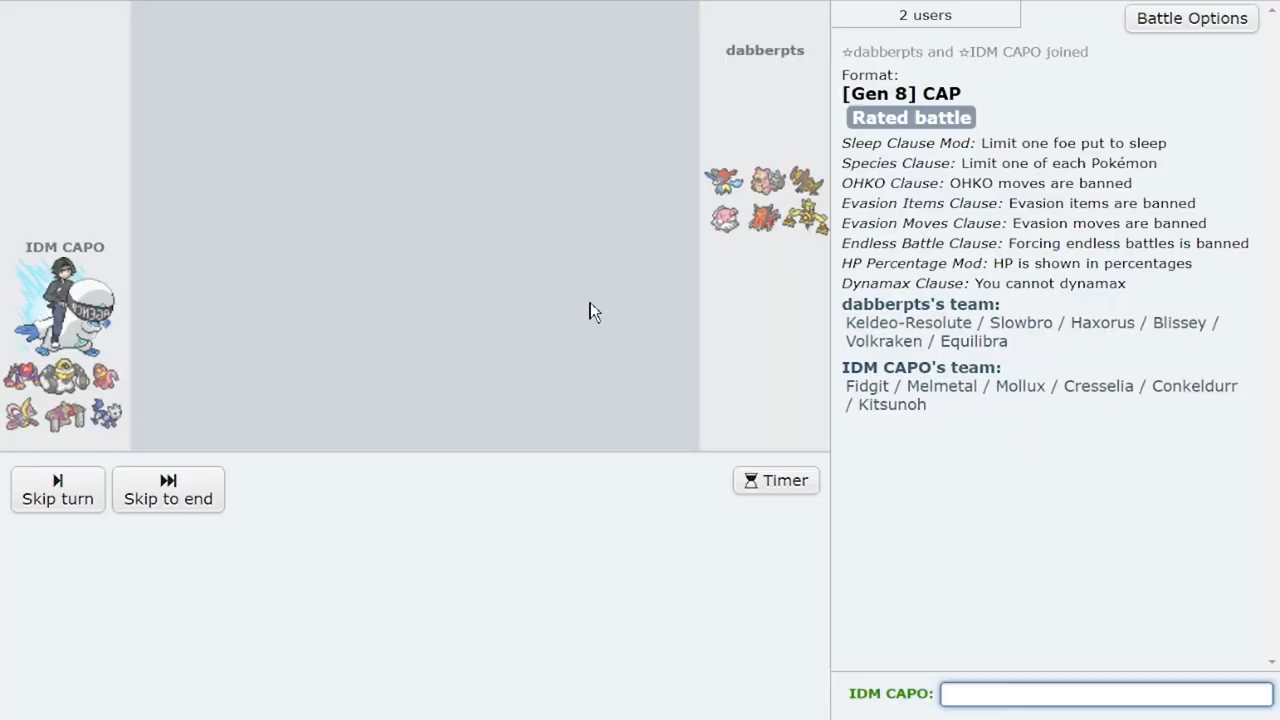 2 users
Battle Options
dabberpts
☆dabberpts and ☆IDM CAPO joined
Format:
[Gen 8] CAP
Rated battle
Sleep Clause Mod: Limit one foe put to sleep
Species Clause: Limit one of each Pokémon
OHKO Clause: OHKO moves are banned
Evasion Items Clause: Evasion items are banned
Evasion Moves Clause: Evasion moves are banned
Endless Battle Clause: Forcing endless battles is banned
HP Percentage Mod: HP is shown in percentages
Dynamax Clause: You cannot dynamax
dabberpts's team:
Keldeo-Resolute / Slowbro / Haxorus / Blissey /
Volkraken / Equilibra
IDM CAPO's team:
Fidgit / Melmetal / Mollux / Cresselia / Conkeldurr
/ Kitsunoh
IDM CAPO
Skip turn
Skip to end
Timer
IDM CAPO: